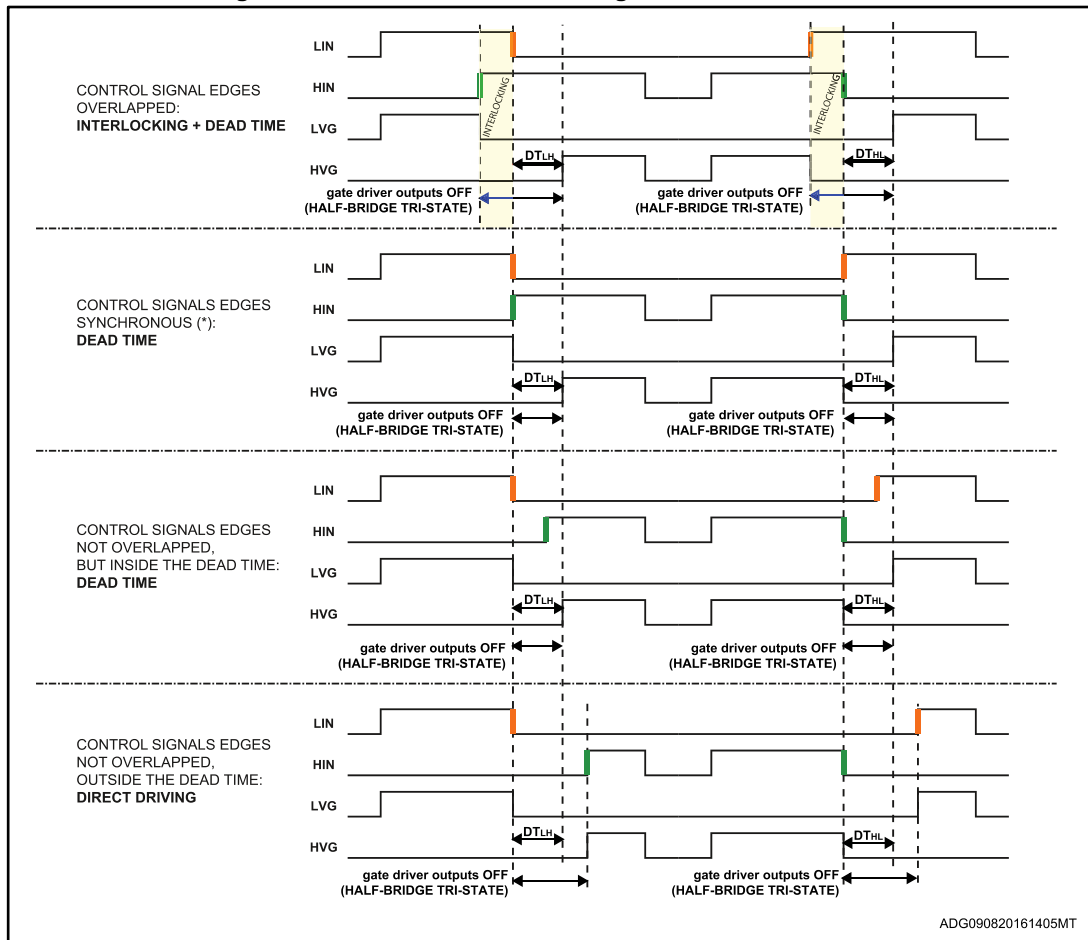 LIN
HIN
LVG
HVG
CONTROL SIGNAL EDGES
OVERLAPPED:
INTERLOCKING + DEAD TIME
INTERLOCKING
INTERLOCKING
DTLH
DTHL
gate driver outputs OFF
(HALF-BRIDGE TRI-STATE)
gate driver outputs OFF
(HALF-BRIDGE TRI-STATE)
LIN
HIN
LVG
HVG
CONTROL SIGNALS EDGES
SYNCHRONOUS (*):
DEAD TIME
DTLH
DTHL
gate driver outputs OFF
(HALF-BRIDGE TRI-STATE)
gate driver outputs OFF
(HALF-BRIDGE TRI-STATE)
LIN
HIN
LVG
HVG
CONTROL SIGNALS EDGES
NOT OVERLAPPED,
BUT INSIDE THE DEAD TIME:
DEAD TIME
DTLH
DTHL
gate driver outputs OFF
(HALF-BRIDGE TRI-STATE)
gate driver outputs OFF
(HALF-BRIDGE TRI-STATE)
LIN
HIN
LVG
HVG
CONTROL SIGNALS EDGES
NOT OVERLAPPED,
OUTSIDE THE DEAD TIME:
DIRECT DRIVING
DTLH
DTHL
gate driver outputs OFF
(HALF-BRIDGE TRI-STATE)
gate driver outputs OFF
(HALF-BRIDGE TRI-STATE)
ADG090820161405MT